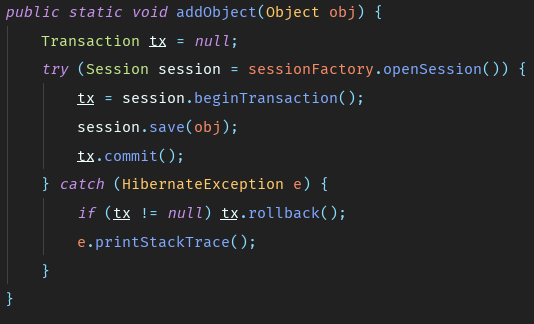 public static void addObject(Object obj) {
    Transaction tx = null;
    try (Session session = sessionFactory.openSession()) {
        tx = session.beginTransaction();
        session.save(obj);
        tx.commit();
    } catch (HibernateException e) {
        if (tx != null) tx.rollback();
        e.printStackTrace();
    }
}